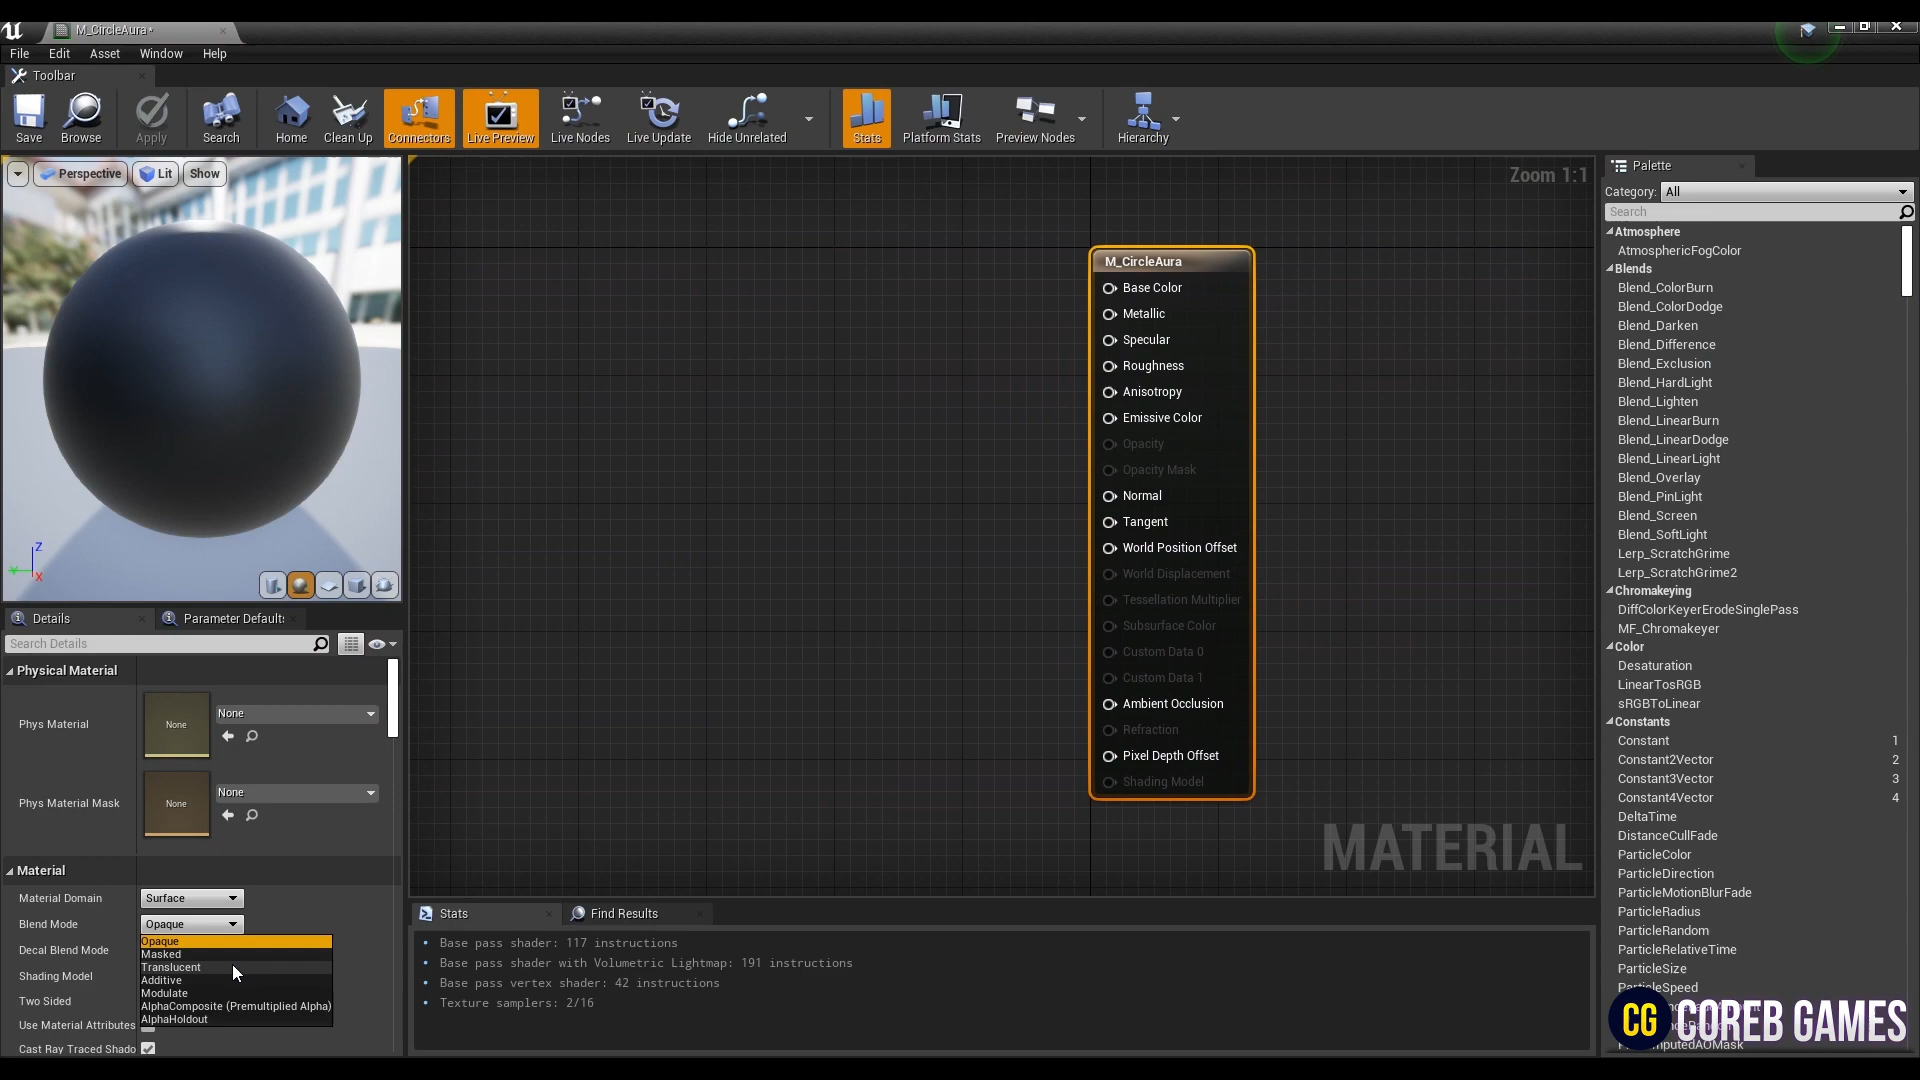 M_CircleAura*
File Edit Asset Window Help
Toolbar
Save Browse Apply Search Home Clean Up Connectors Live Preview Live Nodes Live Update Hide Unrelated Stats Platform Stats Preview Nodes Hierarchy
Perspective Lit Show
Zoom 1:1
Palette
Category: All
Search
Atmosphere
AtmosphericFogColor
Blends
Blend_ColorBurn
Blend_ColorDodge
Blend_Darken
Blend_Difference
Blend_Exclusion
Blend_HardLight
Blend_Lighten
Blend_LinearBurn
Blend_LinearDodge
Blend_LinearLight
Blend_Overlay
Blend_PinLight
Blend_Screen
Blend_SoftLight
Lerp_ScratchGrime
Lerp_ScratchGrime2
Chromakeying
DiffColorKeyerErodeSinglePass
MF_Chromakeyer
Color
Desaturation
LinearTosRGB
sRGBToLinear
Constants
Constant 1
Constant2Vector 2
Constant3Vector 3
Constant4Vector 4
DeltaTime
DistanceCullFade
ParticleColor
ParticleDirection
ParticleMotionBlurFade
ParticleRadius
ParticleRandom
ParticleRelativeTime
ParticleSize
ParticleSpeed
CG COREB GAMES
M_CircleAura
Base Color
Metallic
Specular
Roughness
Anisotropy
Emissive Color
Opacity
Opacity Mask
Normal
Tangent
World Position Offset
World Displacement
Tessellation Multiplier
Subsurface Color
Custom Data 0
Custom Data 1
Ambient Occlusion
Refraction
Pixel Depth Offset
Shading Model
MATERIAL
Z
Y
X
Details Parameter Defaults
Search Details
Physical Material
Phys Material None None
Phys Material Mask None None
Material
Material Domain Surface
Blend Mode Opaque
Decal Blend Mode
Shading Model
Two Sided
Use Material Attributes
Cast Ray Traced Shado
Opaque
Masked
Translucent
Additive
Modulate
AlphaComposite (Premultiplied Alpha)
AlphaHoldout
Stats Find Results
• Base pass shader: 117 instructions
• Base pass shader with Volumetric Lightmap: 191 instructions
• Base pass vertex shader: 42 instructions
• Texture samplers: 2/16